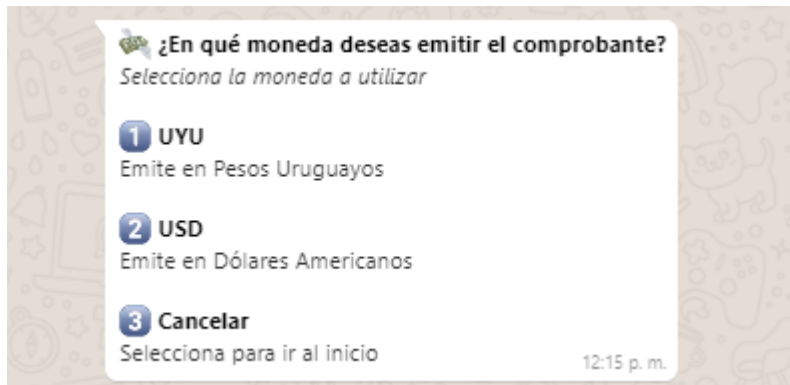 💸 ¿En qué moneda deseas emitir el comprobante?
Selecciona la moneda a utilizar
1 UYU
Emite en Pesos Uruguayos
2 USD
Emite en Dólares Americanos
3 Cancelar
Selecciona para ir al inicio
12:15 p. m.